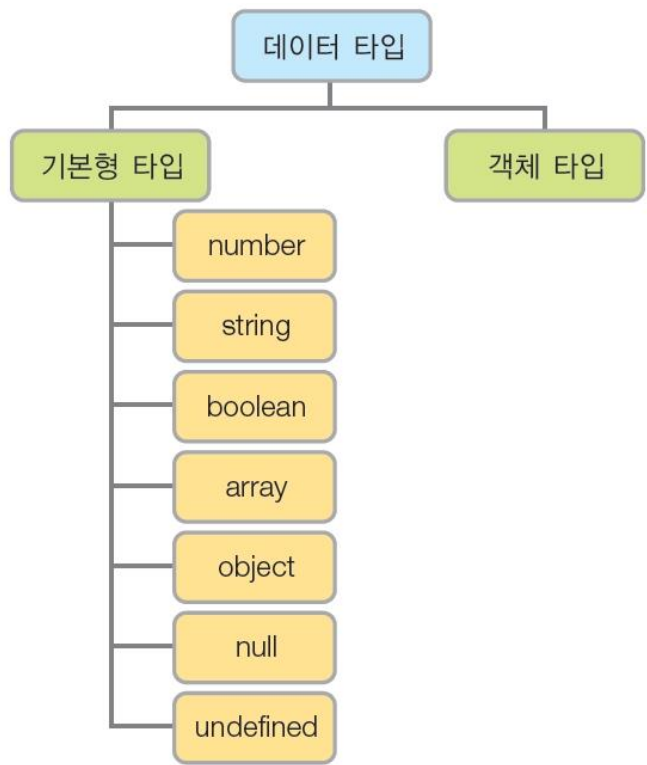 데이터 타입
기본형 타입
객체 타입
number
string
boolean
array
object
null
undefined